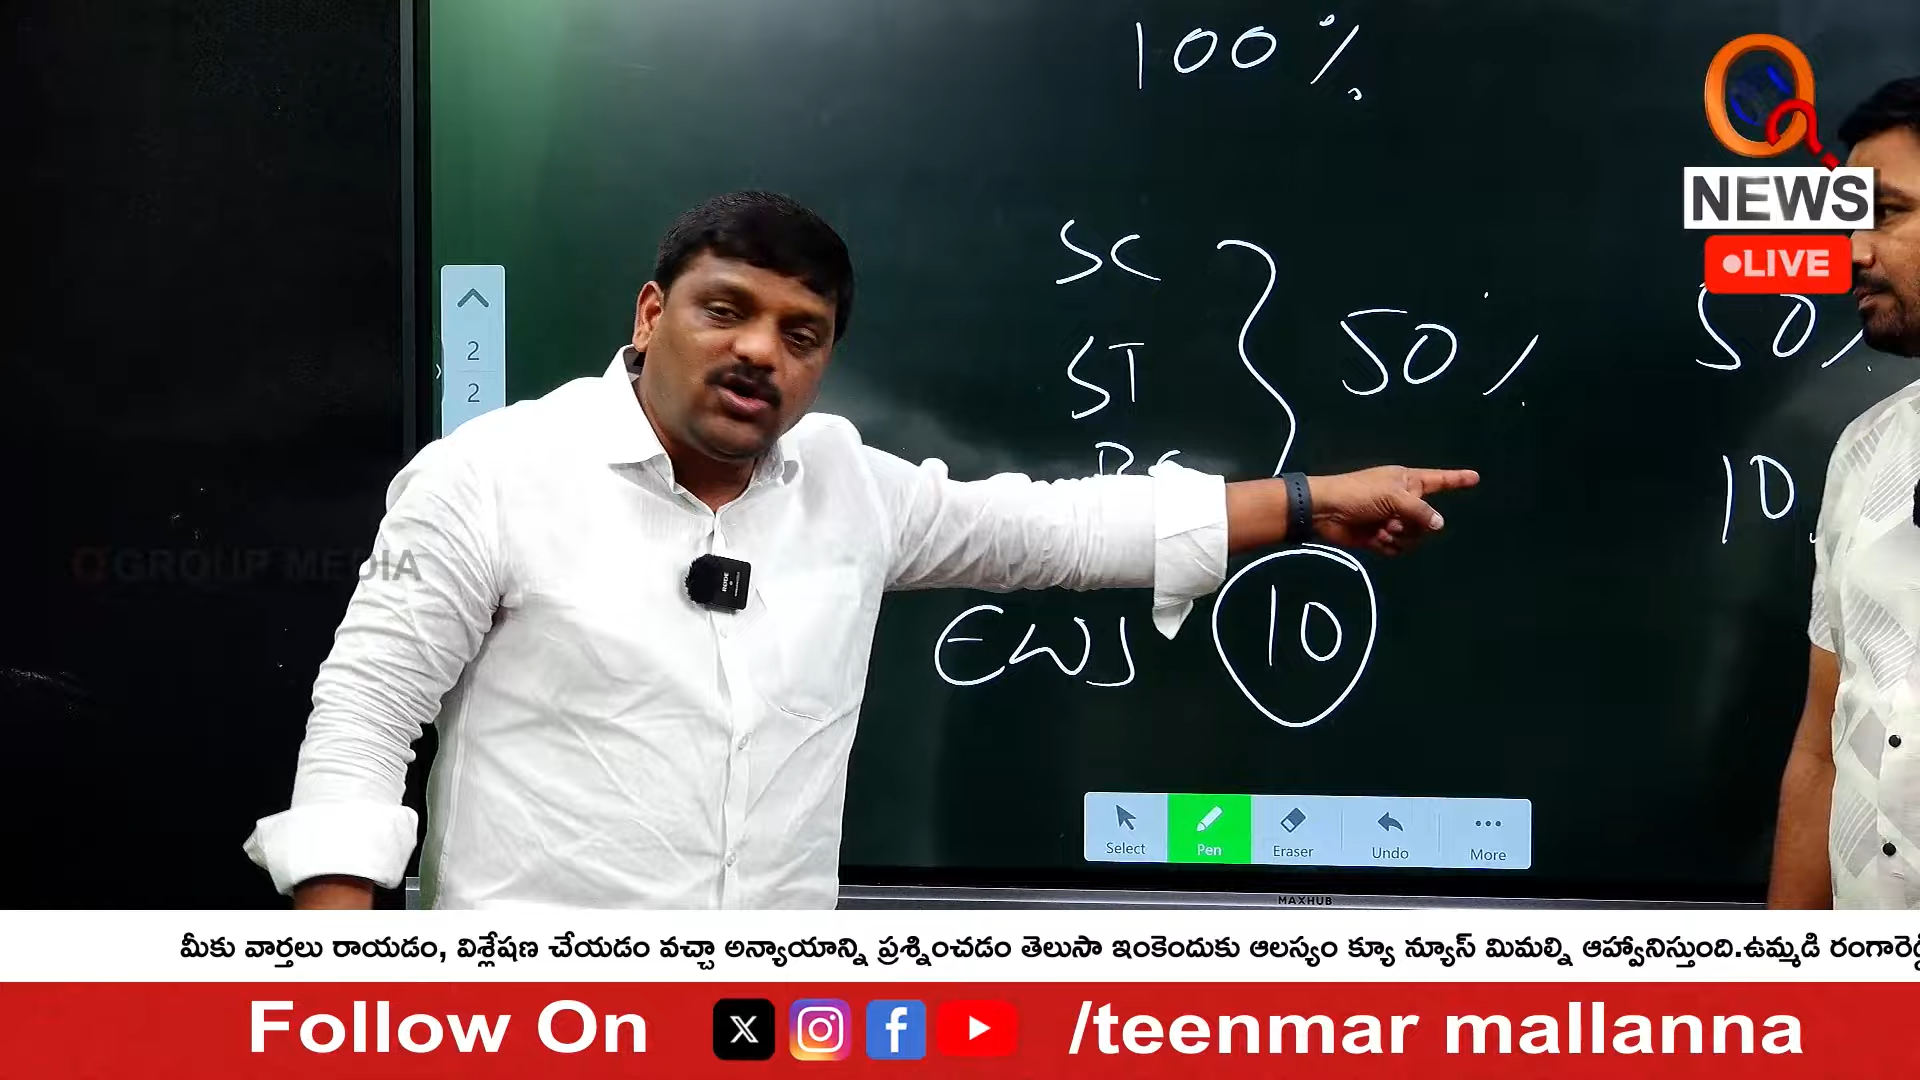 100%
Q
NEWS
LIVE
SC
ST
50%
50%
2
2
10
Q GROUP MEDIA
EWS
10
Select
Pen
Eraser
Undo
More
MAXHUB
మీకు వార్తలు రాయడం, విశ్లేషణ చేయడం వచ్చా అన్యాయాన్ని ప్రశ్నించడం తెలుసా ఇంకెందుకు ఆలస్యం క్యూ న్యూస్ మిమల్ని ఆహ్వానిస్తుంది.ఉమ్మడి
Follow On /teenmar mallanna